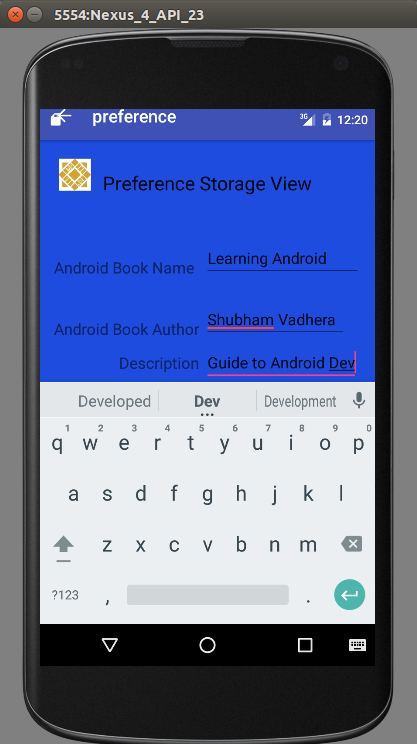 5554:Nexus_4_API_23
preference
3G 12:20
Preference Storage View
Android Book Name Learning Android
Android Book Author Shubham Vadhera
Description Guide to Android Dev
Developed Dev Development
1 2 3 4 5 6 7 8 9 0
q w e r t y u i o p
a s d f g h j k l
z x c v b n m
?123 , .